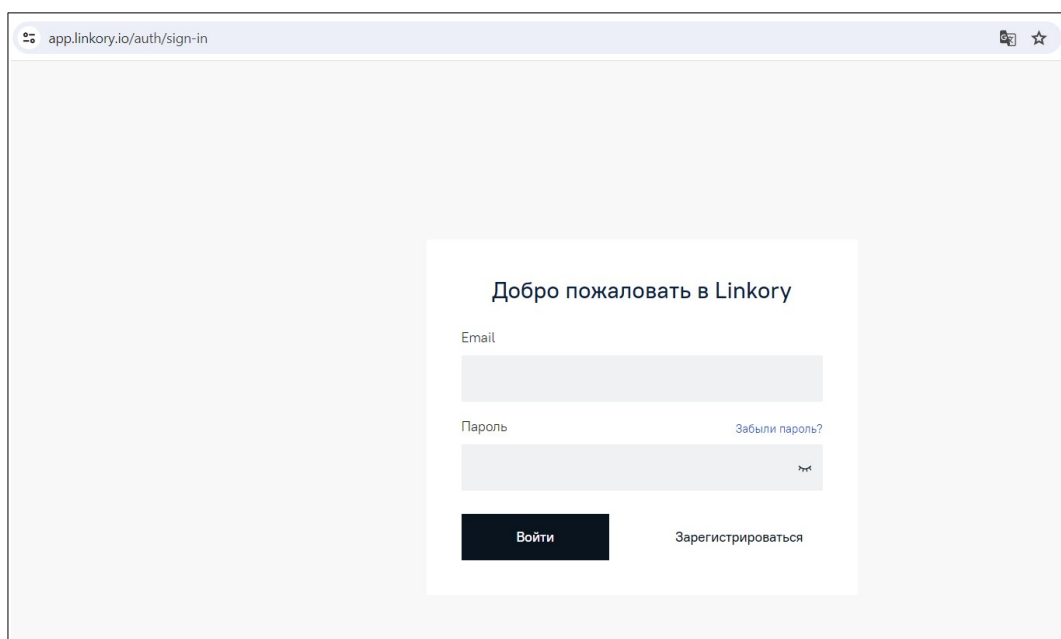 app.linkory.io/auth/sign-in
Добро пожаловать в Linkory
Email
Пароль
Забыли пароль?
Войти
Зарегистрироваться